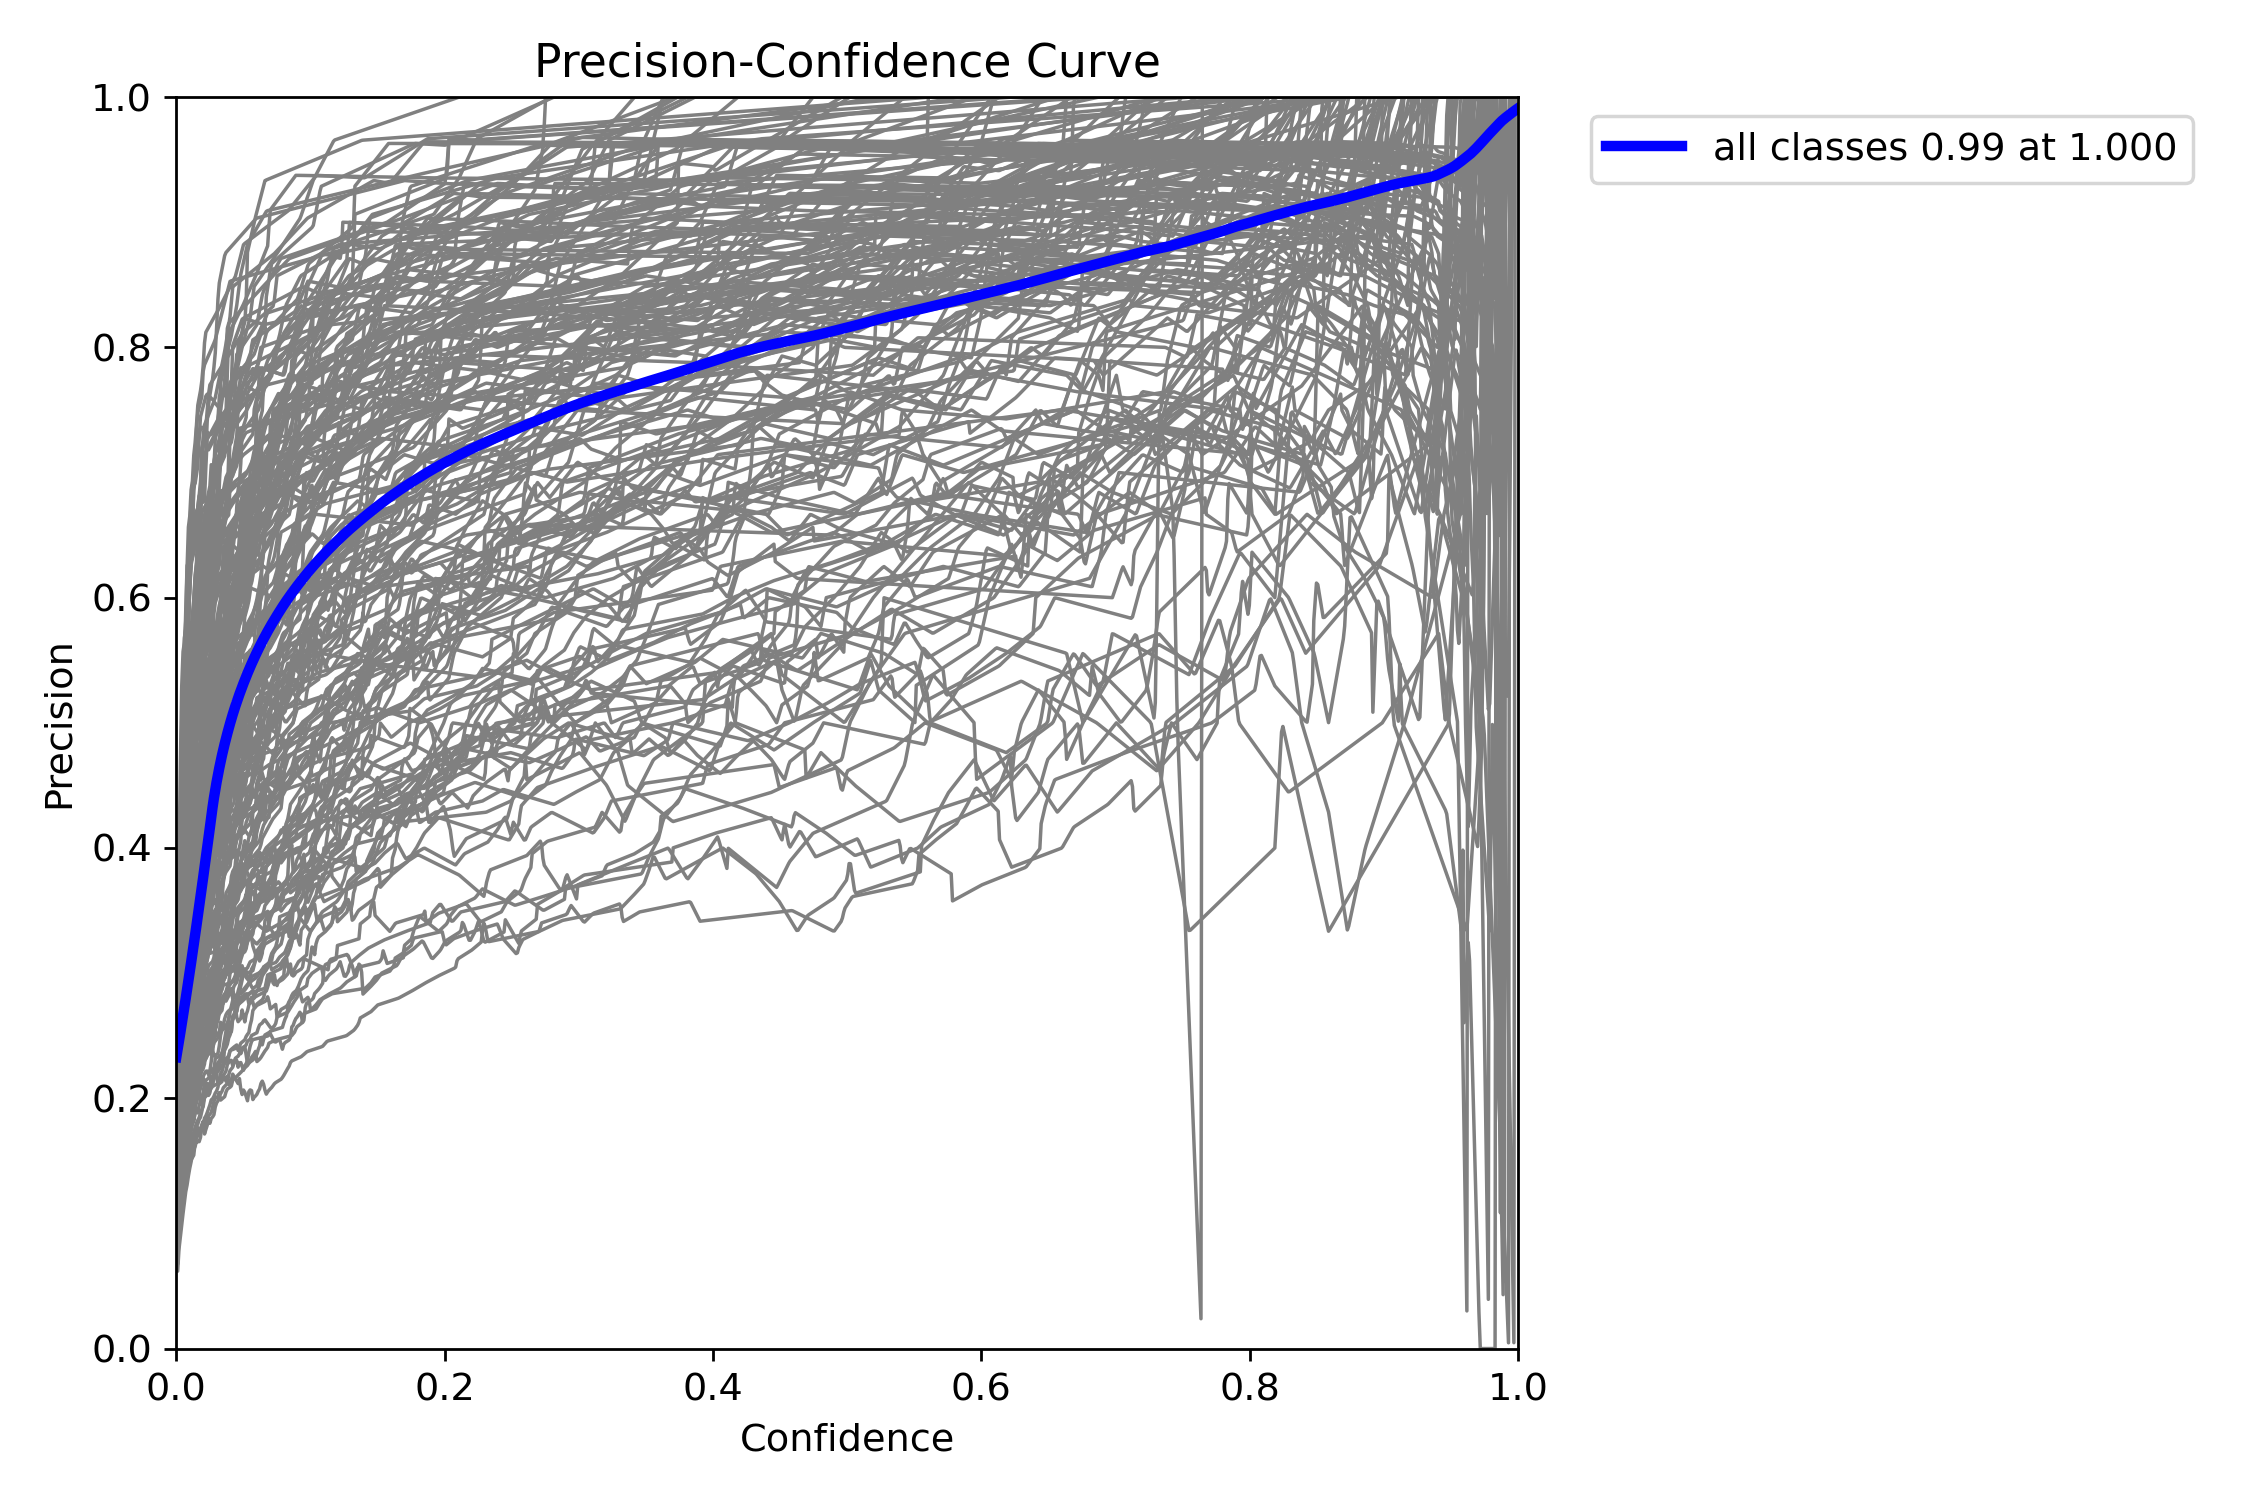 Precision-Confidence Curve
all classes 0.99 at 1.000
1.0
0.8
0.6
0.4
0.2
0.0
Precision
0.0 0.2 0.4 0.6 0.8 1.0
Confidence